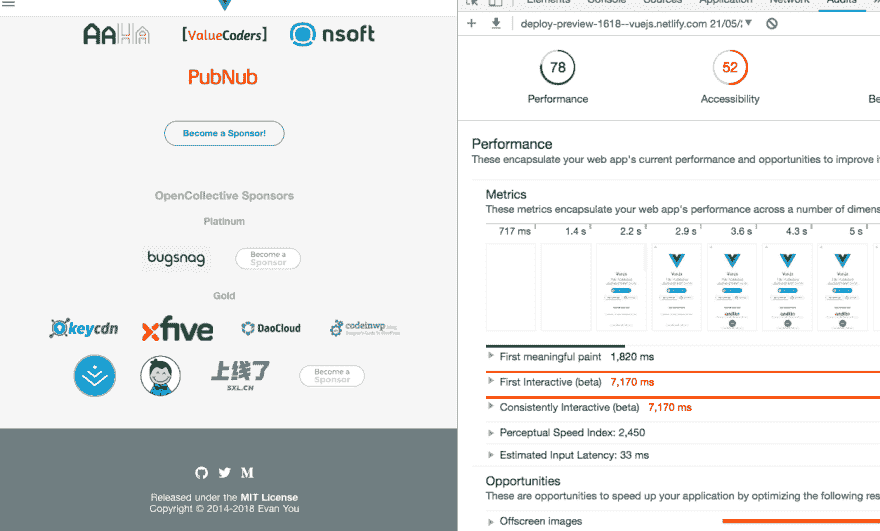 AAHA
[ValueCoders]
nsoft
PubNub
Become a Sponsor!
OpenCollective Sponsors
Platinum
bugsnag
Become a
Sponsor
Gold
keycdn
xfive
DaoCloud
codeinwp
上线了
SXL.CN
Become a
Sponsor
Released under the MIT License
Copyright © 2014-2018 Evan You
Elements Console Sources Application Network Audits
deploy-preview-1618--vuejs.netlify.com 21/05/
78
52
Performance
Accessibility
Be
Performance
These encapsulate your web app's current performance and opportunities to improve i
Metrics
These metrics encapsulate your web app's performance across a number of dimens
717 ms 1.4 s 2.2 s 2.9 s 3.6 s 4.3 s 5 s
First meaningful paint 1,820 ms
First Interactive (beta) 7,170 ms
Consistently Interactive (beta) 7,170 ms
Perceptual Speed Index: 2,450
Estimated Input Latency: 33 ms
Opportunities
These are opportunities to speed up your application by optimizing the following res
Offscreen images